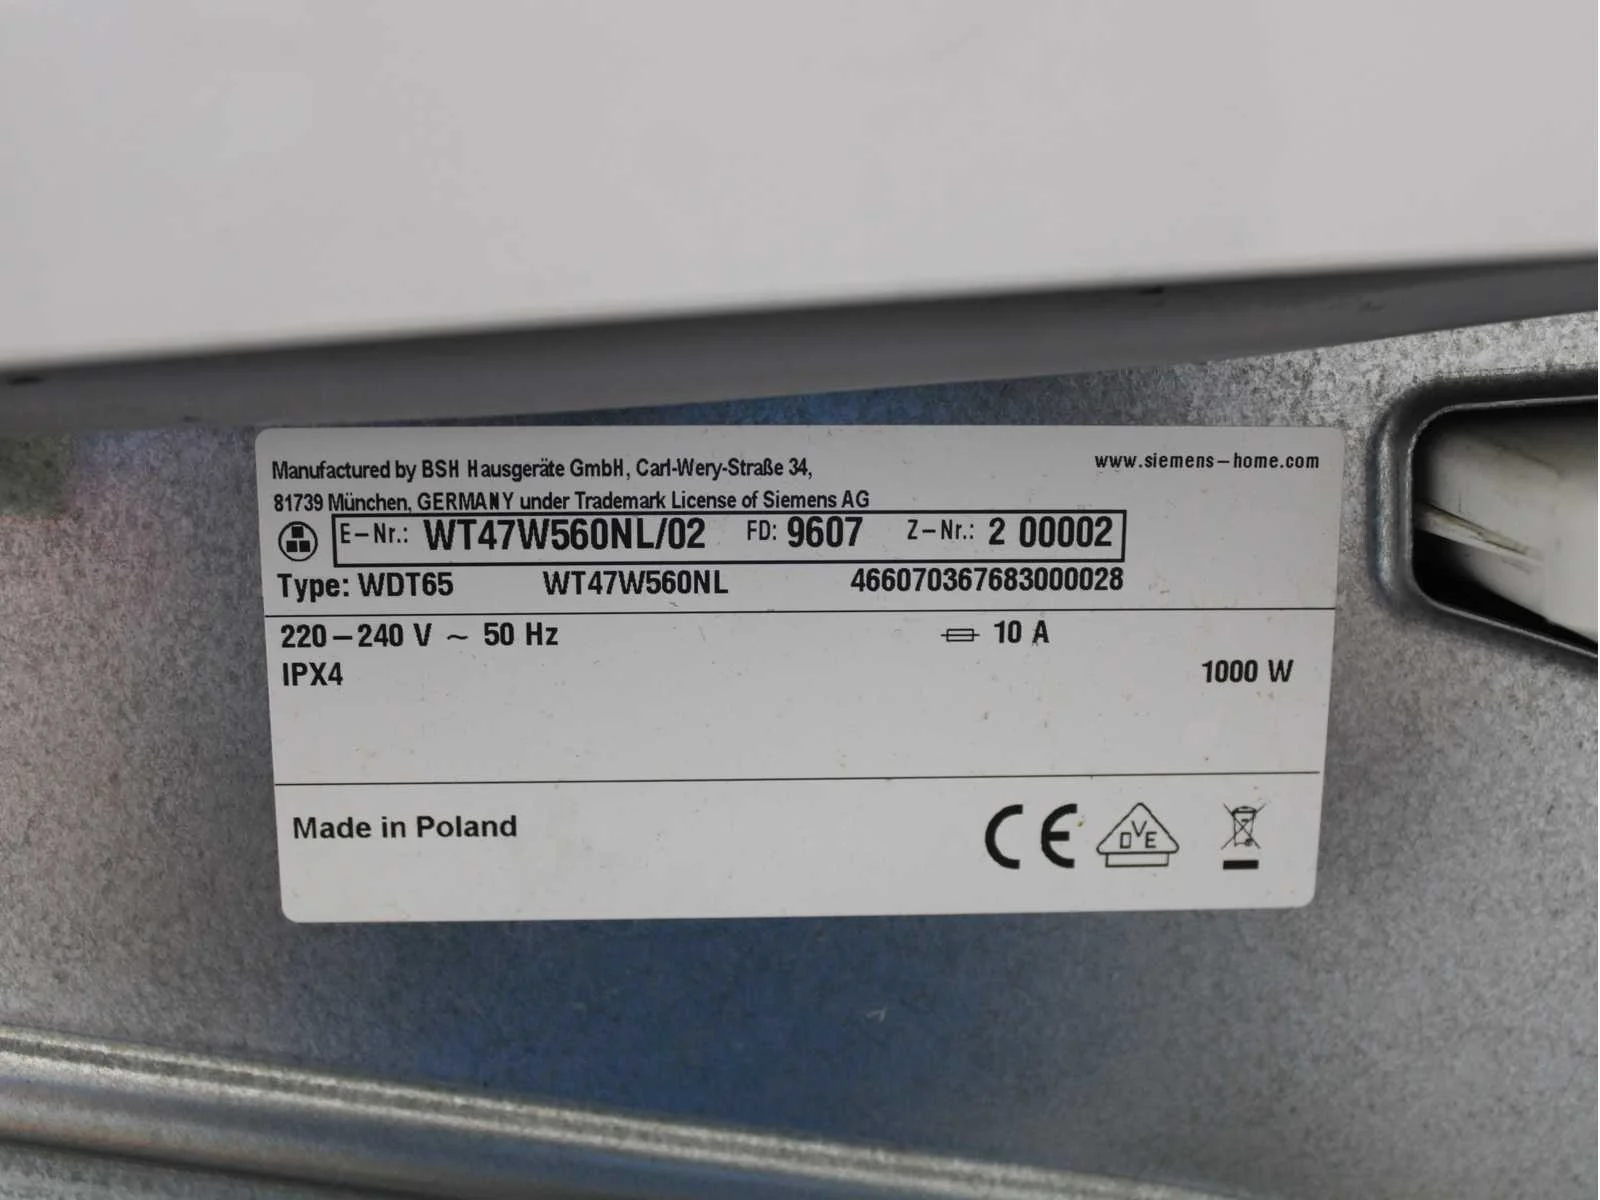 Manufactured by BSH Hausgeräte GmbH, Carl-Wery-Straße 34,
81739 München, GERMANY under Trademark License of Siemens AG
www.siemens-home.com
E-Nr.: WT47W560NL/02 FD: 9607 Z-Nr.: 2 00002
Type: WDT65 WT47W560NL 466070367683000028
220-240 V ~ 50 Hz 10 A
IPX4 1000 W
Made in Poland CE DVE